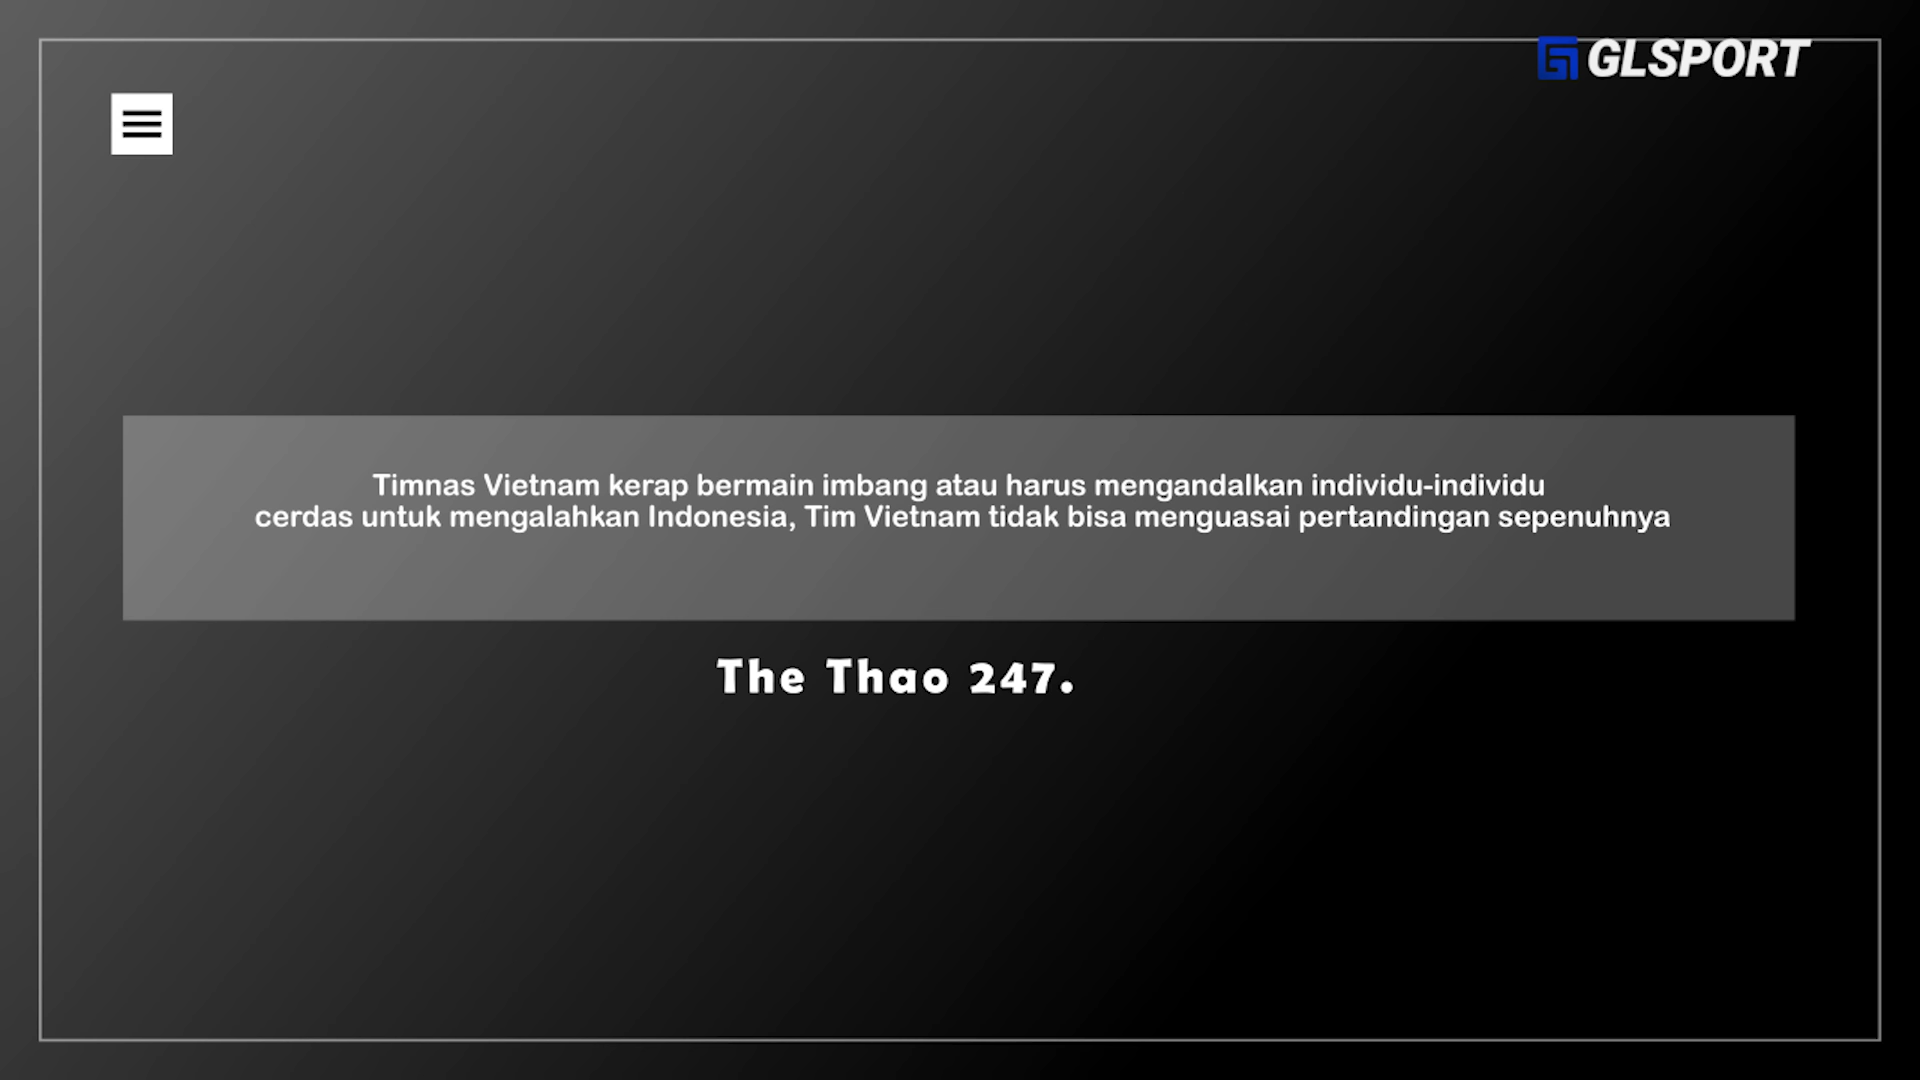 GLSPORT
Timnas Vietnam kerap bermain imbang atau harus mengandalkan individu-individu
cerdas untuk mengalahkan Indonesia, Tim Vietnam tidak bisa menguasai pertandingan sepenuhnya
The Thao 247.